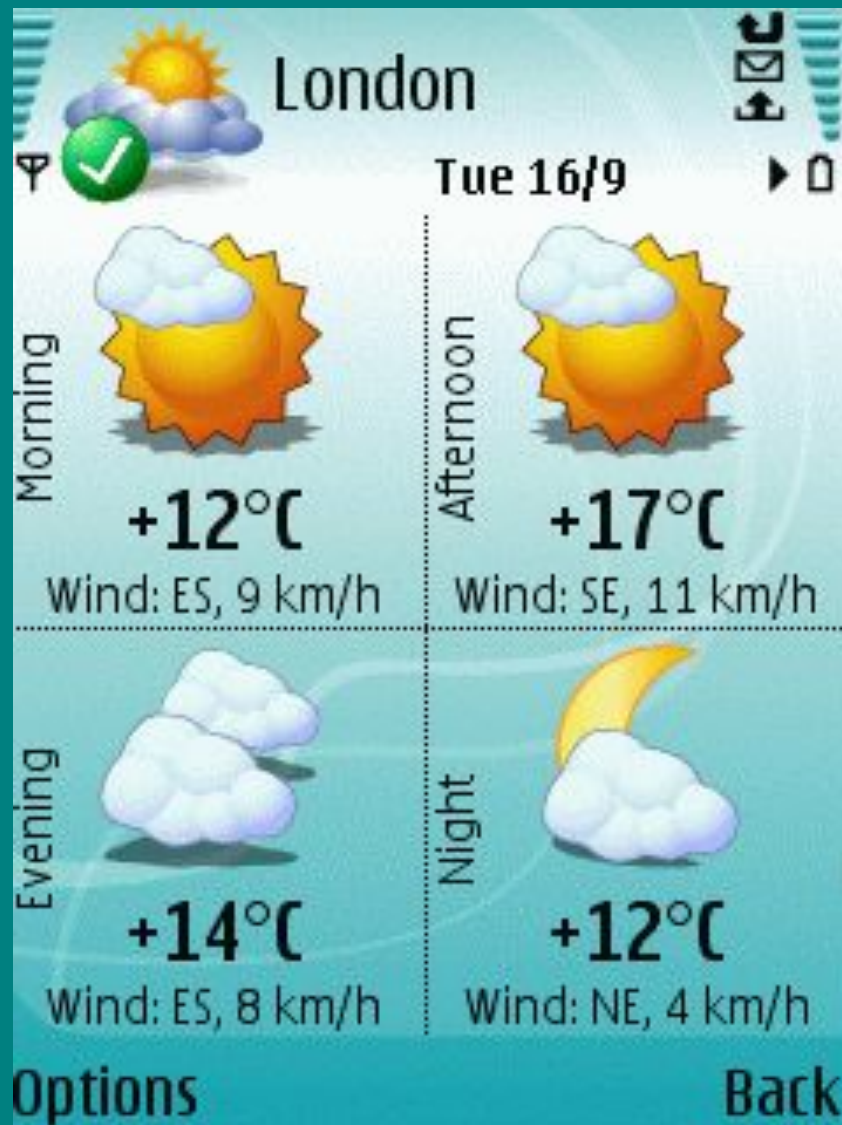 London
Tue 16/9
Morning
+12°C
Wind: ES, 9 km/h
Afternoon
+17°C
Wind: SE, 11 km/h
Evening
+14°C
Wind: ES, 8 km/h
Night
+12°C
Wind: NE, 4 km/h
Options
Back